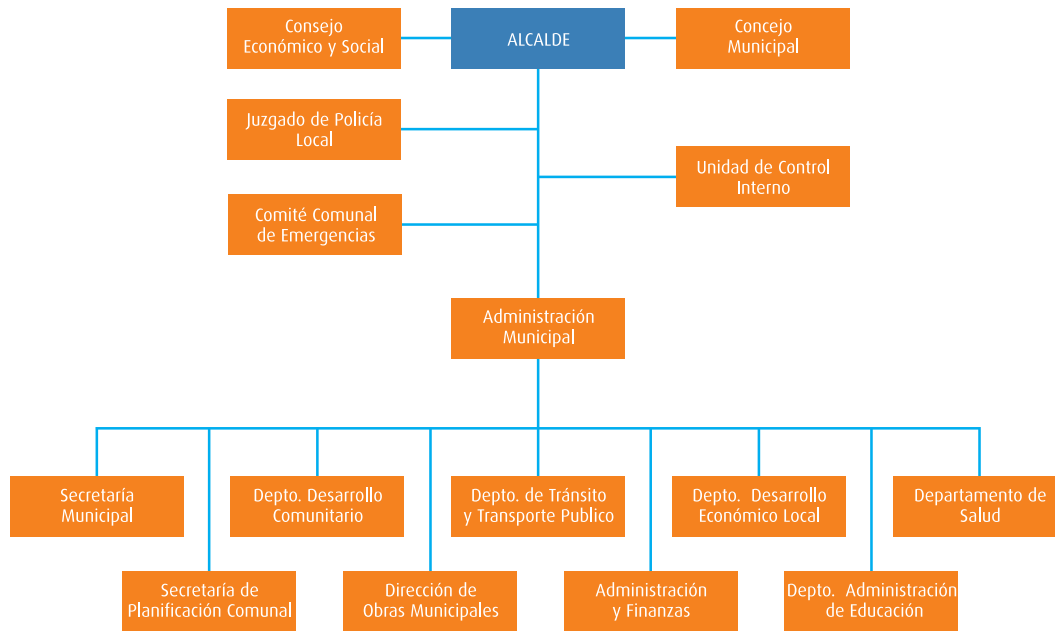 Consejo
Económico y Social
ALCALDE
Concejo
Municipal
Juzgado de Policía
Local
Unidad de Control
Interno
Comité Comunal
de Emergencias
Administración
Municipal
Secretaría
Municipal
Depto. Desarrollo
Comunitario
Depto. de Tránsito
y Transporte Publico
Depto. Desarrollo
Económico Local
Departamento de
Salud
Secretaría de
Planificación Comunal
Dirección de
Obras Municipales
Administración
y Finanzas
Depto. Administración
de Educación